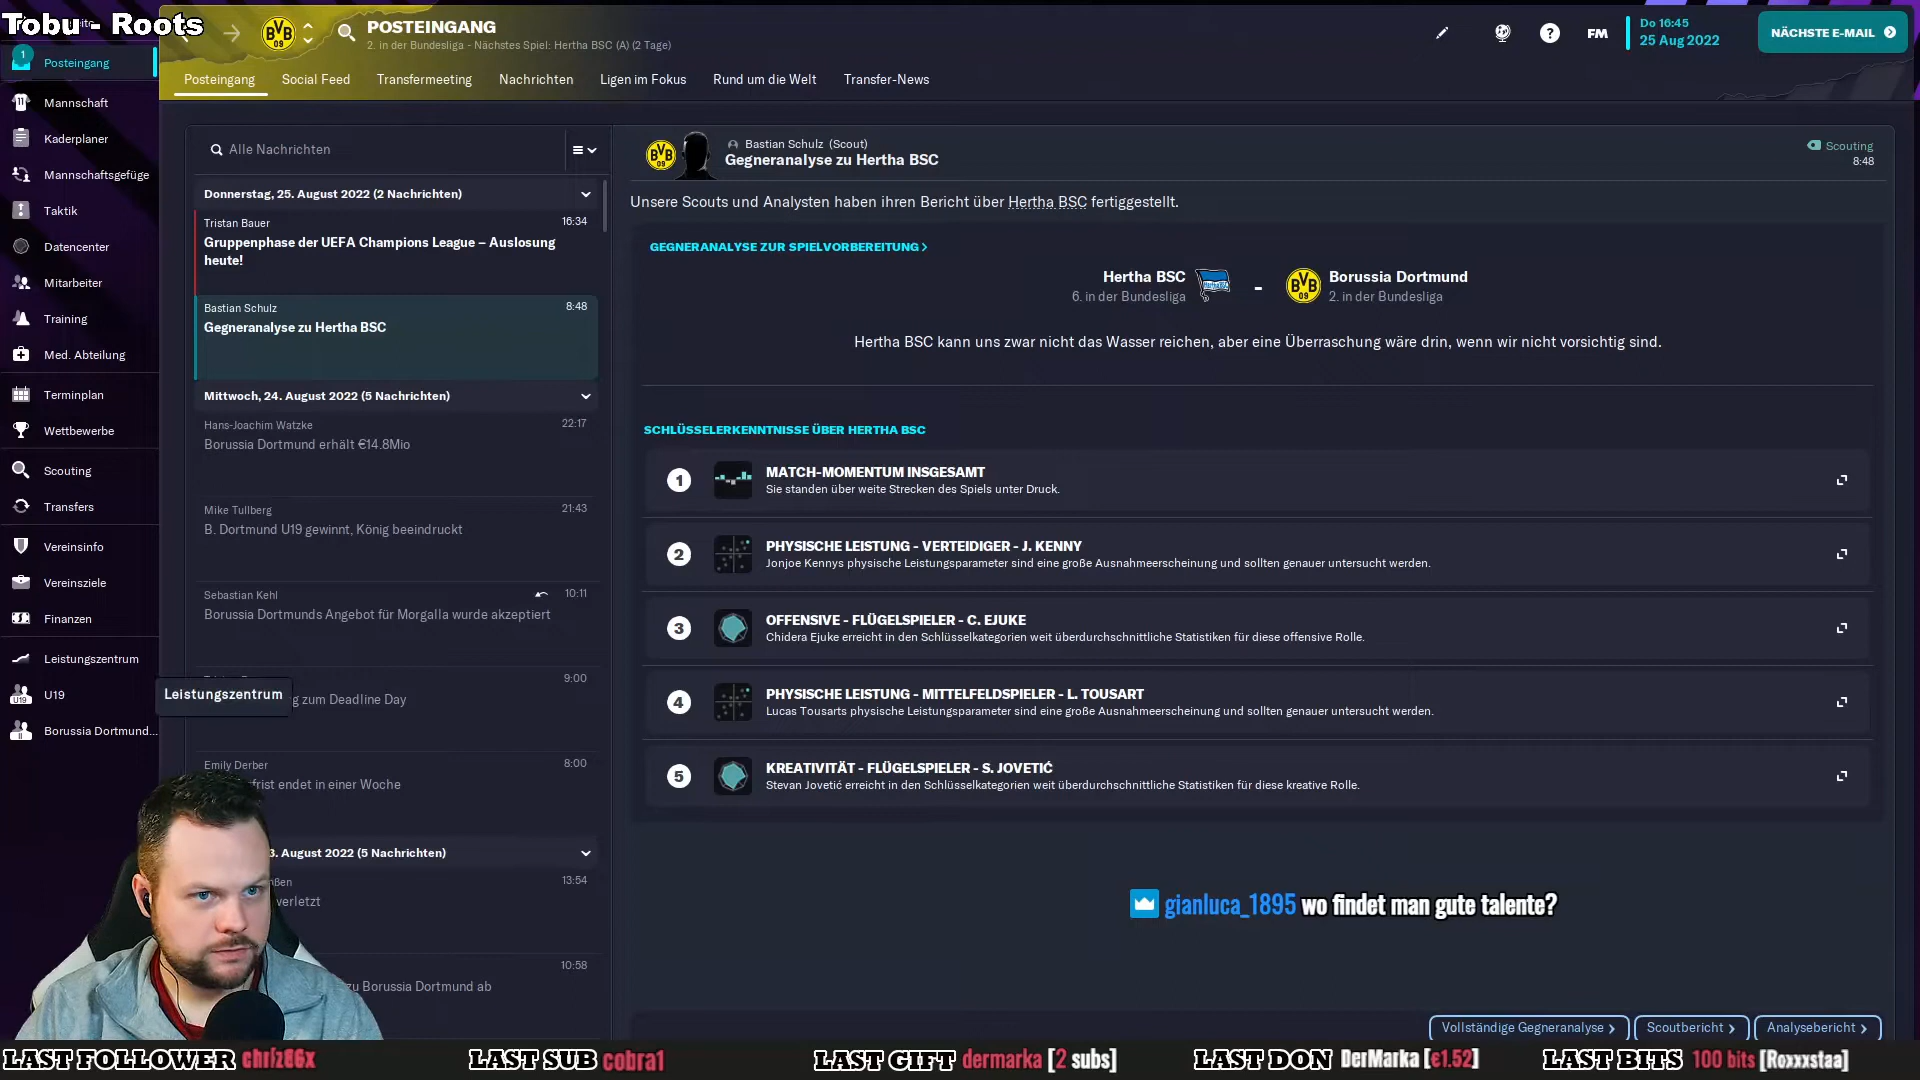 Tobu - Roots
POSTEINGANG
2. in der Bundesliga - Nächstes Spiel: Hertha BSC (A) (2 Tage)
FM
Do 16:45
25 Aug 2022
NÄCHSTE E-MAIL
Posteingang
Social Feed
Transfermeeting
Nachrichten
Ligen im Fokus
Rund um die Welt
Transfer-News
1
Posteingang
Mannschaft
Kaderplaner
Mannschaftsgefüge
Taktik
Datencenter
Mitarbeiter
Training
Med. Abteilung
Terminplan
Wettbewerbe
Scouting
Transfers
Vereinsinfo
Vereinsziele
Finanzen
Leistungszentrum
U19
Borussia Dortmund...
Leistungszentrum
Alle Nachrichten
Donnerstag, 25. August 2022 (2 Nachrichten)
Tristan Bauer
16:34
Gruppenphase der UEFA Champions League – Auslosung
heute!
Bastian Schulz
8:48
Gegneranalyse zu Hertha BSC
Mittwoch, 24. August 2022 (5 Nachrichten)
Hans-Joachim Watzke
22:17
Borussia Dortmund erhält €14.8Mio
Mike Tullberg
21:43
B. Dortmund U19 gewinnt, König beeindruckt
Sebastian Kehl
10:11
Borussia Dortmunds Angebot für Morgalla wurde akzeptiert
9:00
zum Deadline Day
Emily Derber
8:00
frist endet in einer Woche
3. August 2022 (5 Nachrichten)
13:54
verletzt
10:58
zu Borussia Dortmund ab
Bastian Schulz (Scout)
Gegneranalyse zu Hertha BSC
Scouting
8:48
Unsere Scouts und Analysten haben ihren Bericht über Hertha BSC fertiggestellt.
GEGNERANALYSE ZUR SPIELVORBEREITUNG
Hertha BSC
6. in der Bundesliga
-
BVB
09
Borussia Dortmund
2. in der Bundesliga
Hertha BSC kann uns zwar nicht das Wasser reichen, aber eine Überraschung wäre drin, wenn wir nicht vorsichtig sind.
SCHLÜSSELERKENNTNISSE ÜBER HERTHA BSC
1
MATCH-MOMENTUM INSGESAMT
Sie standen über weite Strecken des Spiels unter Druck.
2
PHYSISCHE LEISTUNG - VERTEIDIGER - J. KENNY
Jonjoe Kennys physische Leistungsparameter sind eine große Ausnahmeerscheinung und sollten genauer untersucht werden.
3
OFFENSIVE - FLÜGELSPIELER - C. EJUKE
Chidera Ejuke erreicht in den Schlüsselkategorien weit überdurchschnittliche Statistiken für diese offensive Rolle.
4
PHYSISCHE LEISTUNG - MITTELFELDSPIELER - L. TOUSART
Lucas Tousarts physische Leistungsparameter sind eine große Ausnahmeerscheinung und sollten genauer untersucht werden.
5
KREATIVITÄT - FLÜGELSPIELER - S. JOVETIĆ
Stevan Jovetić erreicht in den Schlüsselkategorien weit überdurchschnittliche Statistiken für diese kreative Rolle.
gianluca_1895 wo findet man gute talente?
Vollständige Gegneranalyse
Scoutbericht
Analysebericht
LAST FOLLOWER chriz86x
LAST SUB cobra1
LAST GIFT dermarka [2 subs]
LAST DON DerMarka [€1.52]
LAST BITS 100 bits [Roxxxstaa]